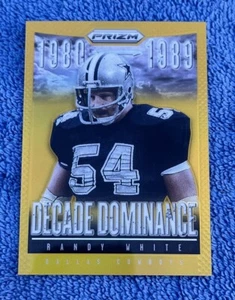 PRIZM
1980 1989
54
DECADE DOMINANCE
RANDY WHITE
DALLAS COWBOYS